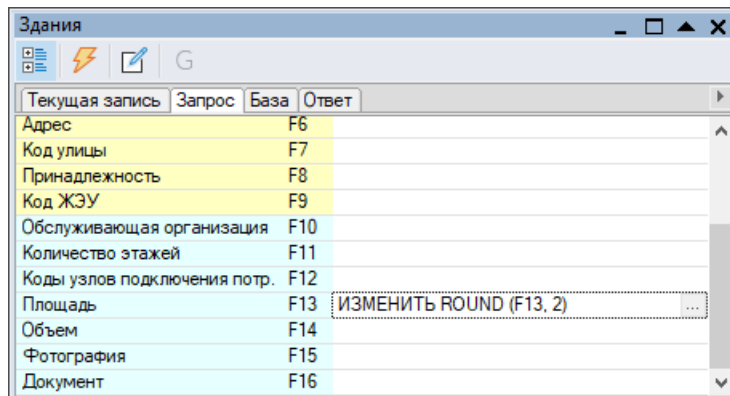 Здания
G
Текущая запись Запрос База Ответ
Адрес F6
Код улицы F7
Принадлежность F8
Код ЖЭУ F9
Обслуживающая организация F10
Количество этажей F11
Коды узлов подключения потр. F12
Площадь F13 ИЗМЕНИТЬ ROUND (F13, 2) ...
Объем F14
Фотография F15
Документ F16